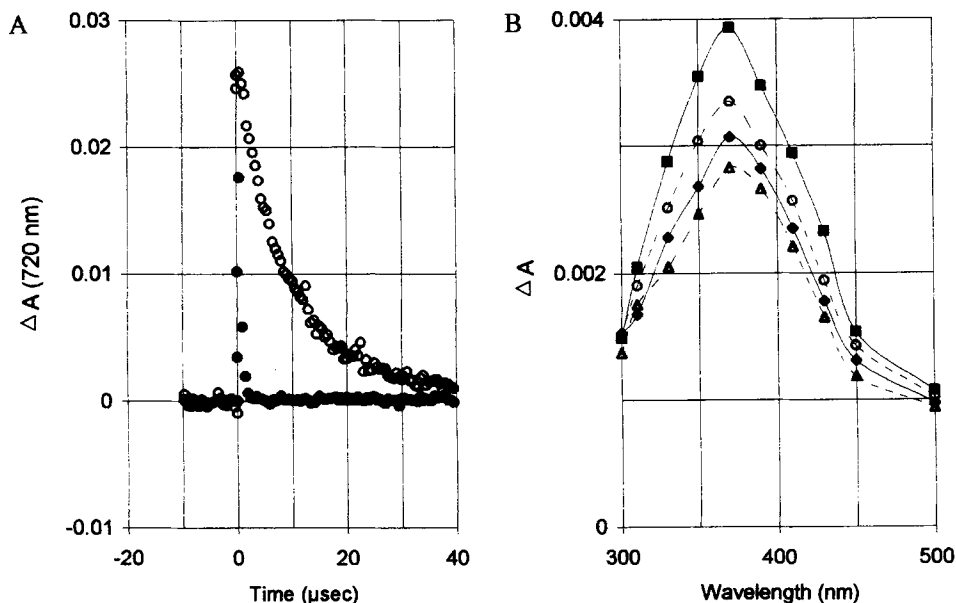 A
0.03
0.02
0.01
0
-0.01
-20
0
20
40
Δ A (720 nm)
Time (μsec)
B
0.004
0.002
0
300
400
500
Δ A
Wavelength (nm)